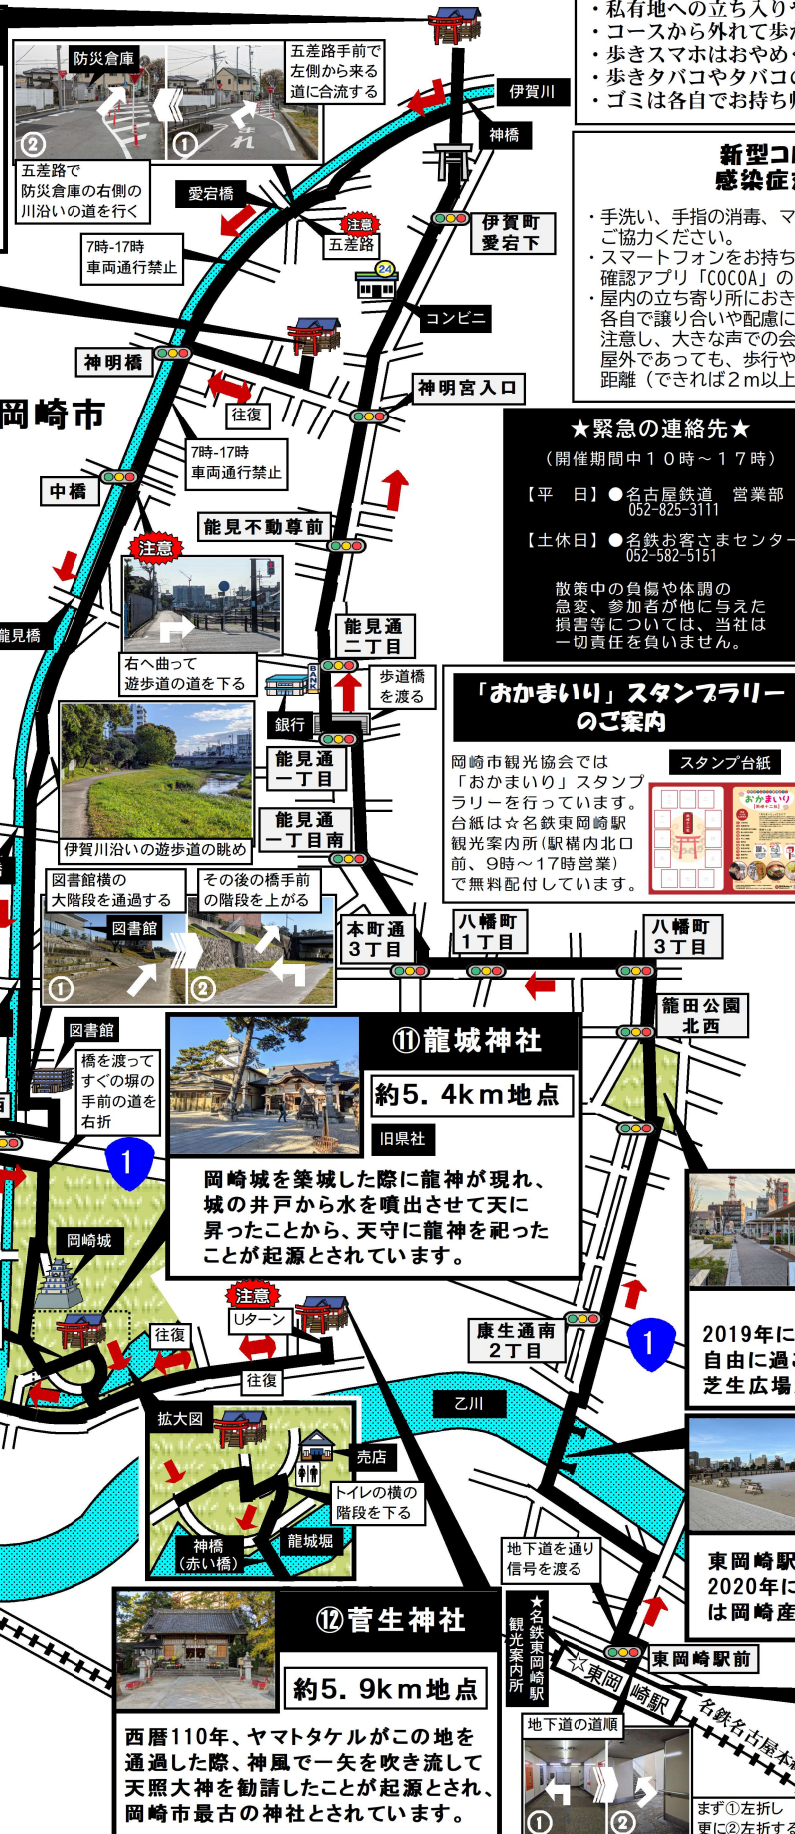 ・私有地への立ち入りや
・コースから外れて歩か
・歩きスマホはおやめく
・歩きタバコやタバコの
・ゴミは各自でお持ち帰
新型コロ
感染症対
・手洗い、手指の消毒、マ
ご協力ください。
・スマートフォンをお持ち
確認アプリ「COCOA」の
・屋内の立ち寄り所におき
各自で譲り合いや配慮に
注意し、大きな声での会
屋外であっても、歩行や
距離（できれば２ｍ以上
防災倉庫
五差路手前で
左側から来る
道に合流する
②
①
五差路で
防災倉庫の右側の
川沿いの道を行く
伊賀川
神橋
愛宕橋
注意
五差路
伊賀町
愛宕下
7時-17時
車両通行禁止
24
コンビニ
神明橋
神明宮入口
往復
岡崎市
7時-17時
車両通行禁止
中橋
★緊急の連絡先★
（開催期間中１０時～１７時）
【平　日】●名古屋鉄道　営業部
052-825-3111
【土休日】●名鉄お客さまセンター
052-582-5151
散策中の負傷や体調の
急変、参加者が他に与えた
損害等については、当社は
一切責任を負いません。
能見不動尊前
注意
龍見橋
右へ曲って
遊歩道の道を下る
能見通
二丁目
BANK
銀行
歩道橋
を渡る
能見通
一丁目
能見通
一丁目南
伊賀川沿いの遊歩道の眺め
「おかまいり」スタンプラリー
のご案内
岡崎市観光協会では
「おかまいり」スタンプ
ラリーを行っています。
台紙は☆名鉄東岡崎駅
観光案内所(駅構内北口
前、9時～17時営業)
で無料配付しています。
スタンプ台紙
おかまいり
図書館横の
大階段を通過する
その後の橋手前
の階段を上がる
図書館
①
②
本町通
３丁目
八幡町
１丁目
八幡町
３丁目
籠田公園
北西
図書館
橋を渡って
すぐの塀の
手前の道を
右折
1
⑪龍城神社
約5．4km地点
旧県社
岡崎城を築城した際に龍神が現れ、
城の井戸から水を噴出させて天に
昇ったことから、天守に龍神を祀った
ことが起源とされています。
岡崎城
注意
Uターン
往復
往復
康生通南
２丁目
1
2019年に
自由に過ご
芝生広場
乙川
拡大図
売店
トイレの横の
階段を下る
神橋
（赤い橋）
龍城堀
地下道を通り
信号を渡る
東岡崎駅
2020年に
は岡崎産
⑫菅生神社
約5．9km地点
西暦110年、ヤマトタケルがこの地を
通過した際、神風で一矢を吹き流して
天照大神を勧請したことが起源とされ、
岡崎市最古の神社とされています。
★名鉄東岡崎駅
観光案内所
東岡崎駅前
☆東岡崎駅
名鉄名古屋本線
地下道の道順
①
②
まず①左折し
更に②左折する